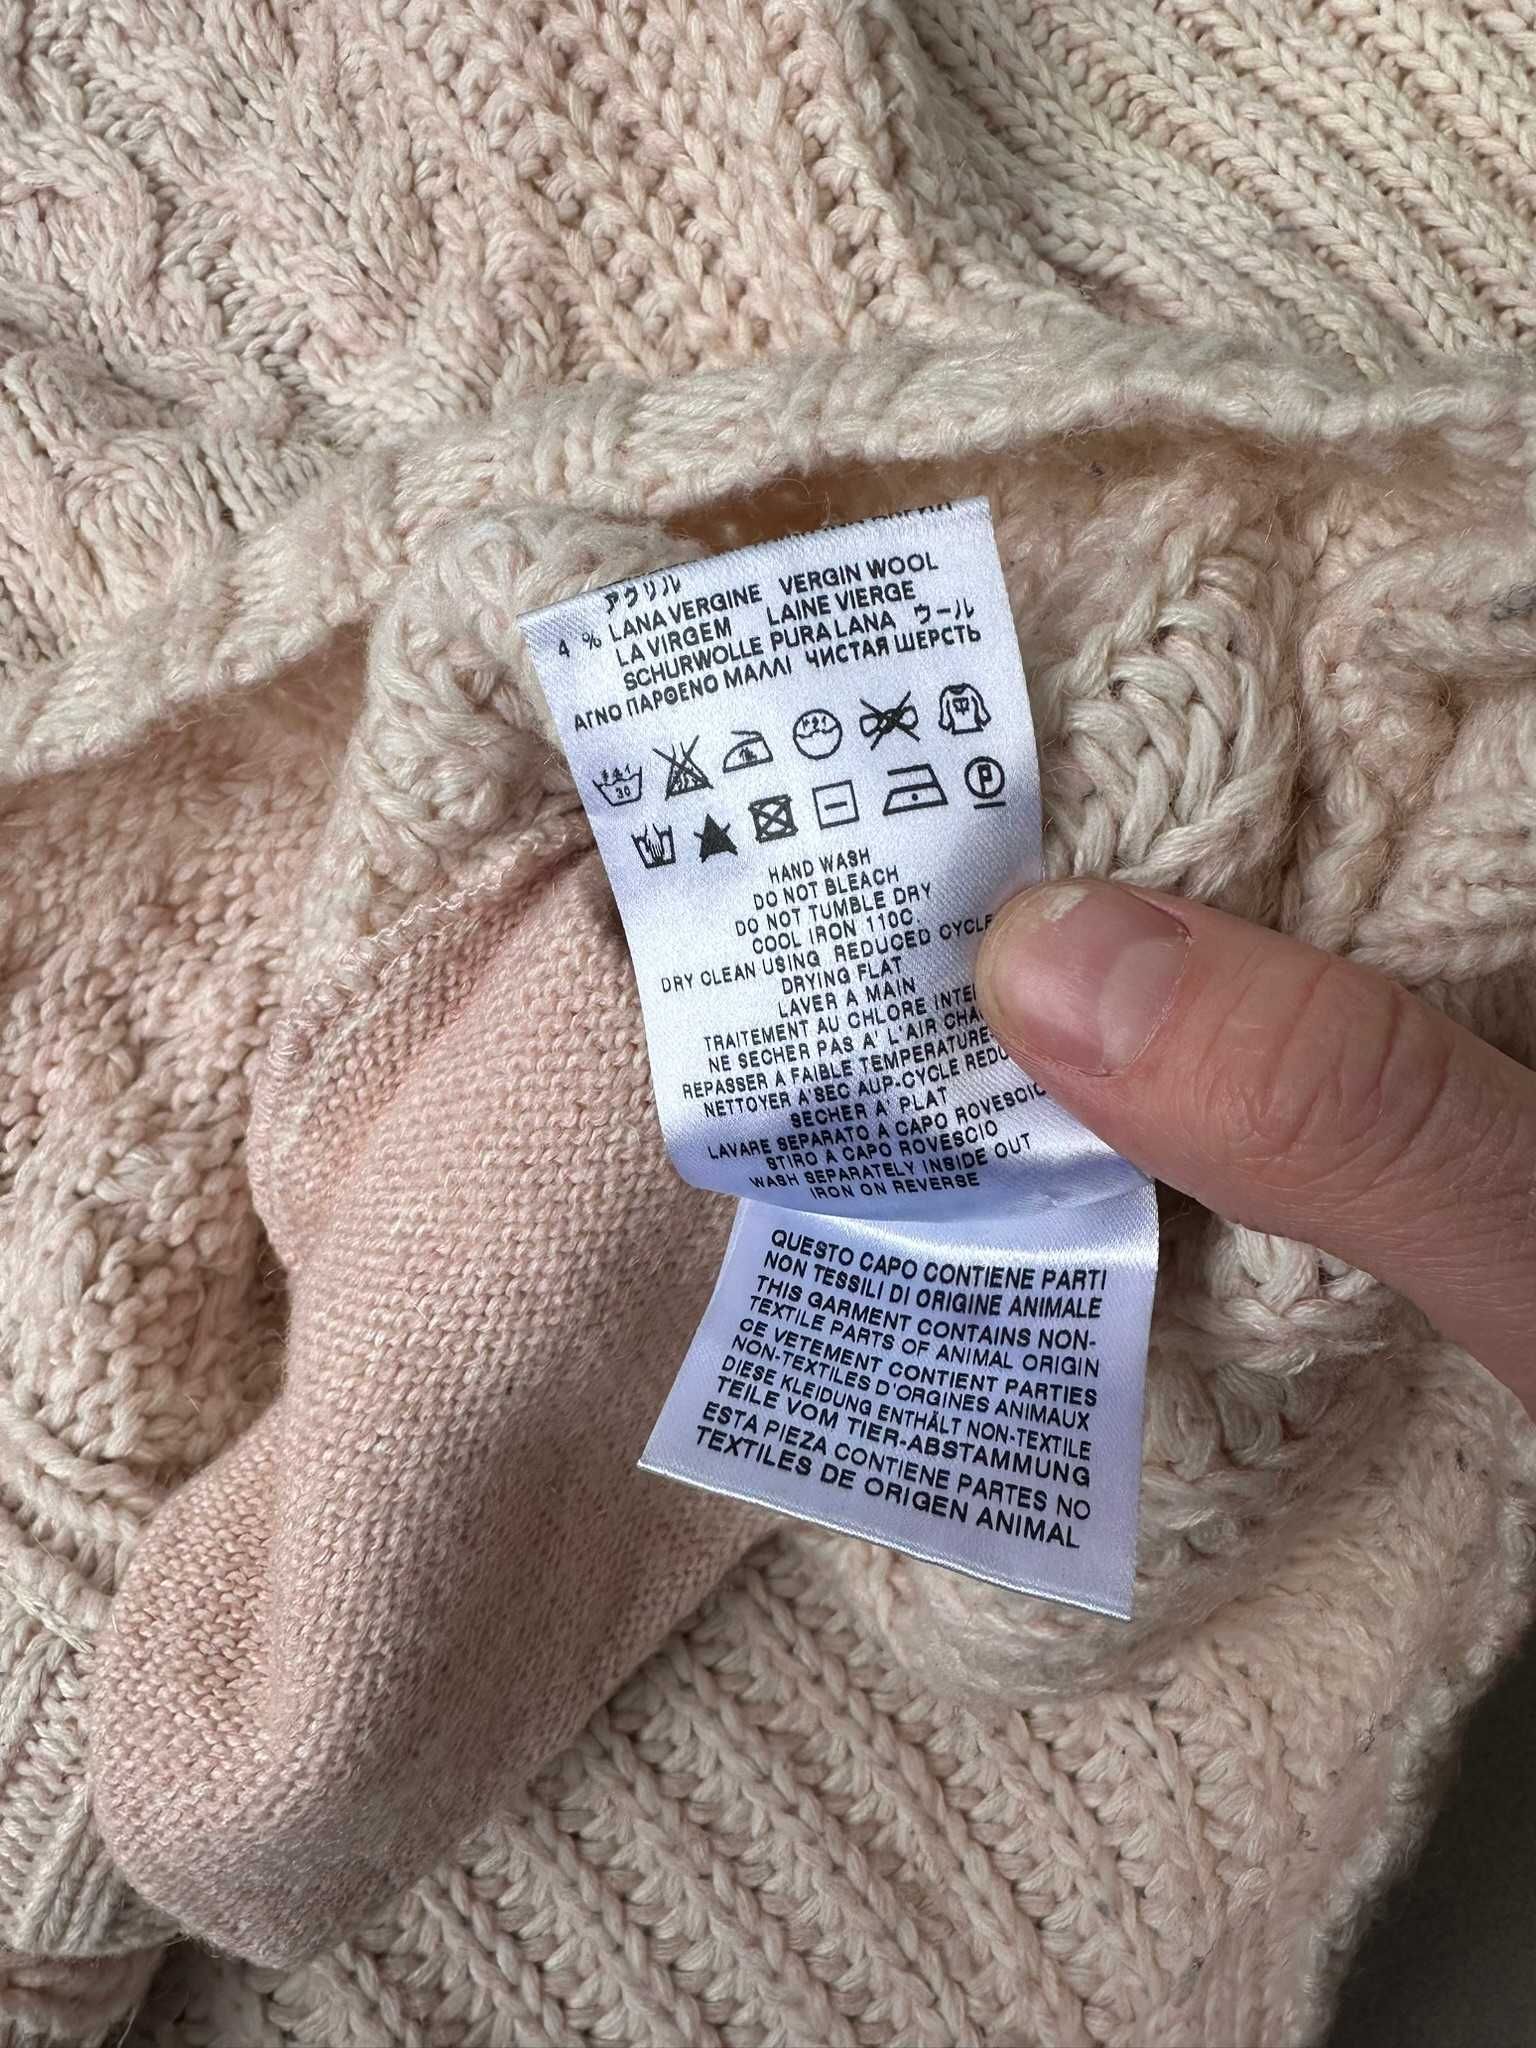 アクリル
4 % LANA VERGINE VERGIN WOOL
LA VIRGEM LAINE VIERGE
SCHURWOLLE PURA LANA ウール
ΑΓΝΟ ΠΑΡΘΕΝΟ ΜΑΛΛΙ ЧИСТАЯ ШЕРСТЬ
30
P
HAND WASH
DO NOT BLEACH
DO NOT TUMBLE DRY
COOL IRON 110C.
DRY CLEAN USING REDUCED CYCLE
DRYING FLAT
LAVER A MAIN
TRAITEMENT AU CHLORE
NE SECHER PAS A' L'AIR
REPASSER A FAIBLE TEMPERATURE
NETTOYER A'SEC AUP-CYCLE
SECHER A' PLAT
LAVARE SEPARATO A CAPO ROVESCIO
STIRO A CAPO ROVESCIO
WASH SEPARATELY INSIDE OUT
IRON ON REVERSE
QUESTO CAPO CONTIENE PARTI
NON TESSILI DI ORIGINE ANIMALE
THIS GARMENT CONTAINS NON-
TEXTILE PARTS OF ANIMAL ORIGIN
CE VETEMENT CONTIENT PARTIES
NON-TEXTILES D'ORGINES ANIMAUX
DIESE KLEIDUNG ENTHÄLT NON-TEXTILE
TEILE VOM TIER-ABSTAMMUNG
ESTA PIEZA CONTIENE PARTES NO
TEXTILES DE ORIGEN ANIMAL